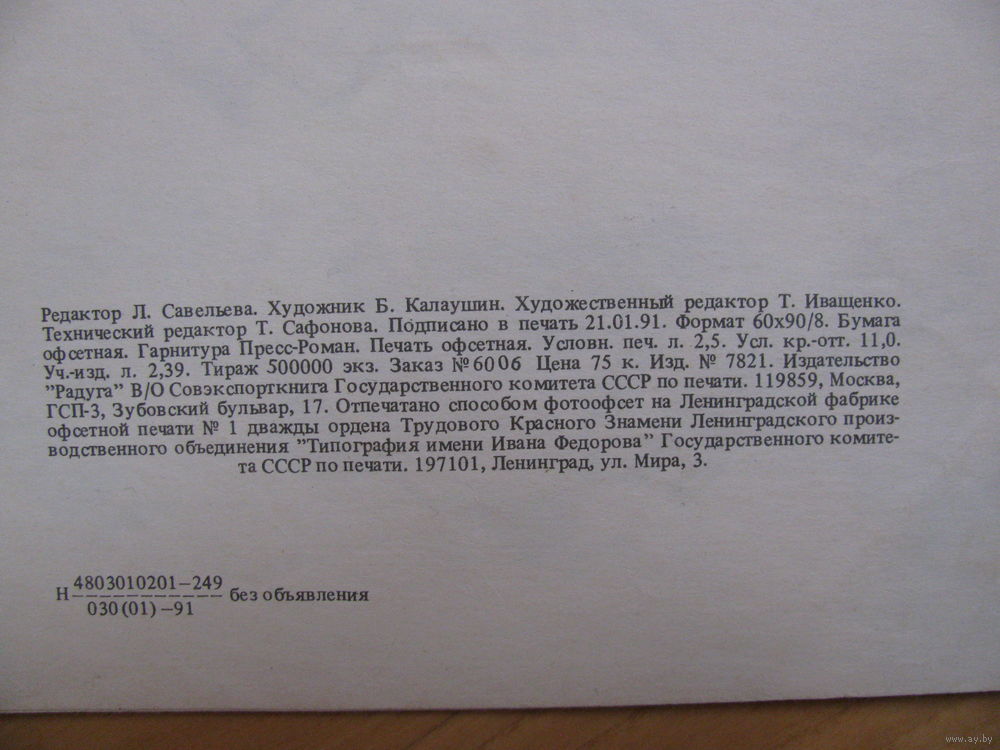 Редактор Л. Савельева. Художник Б. Калаушин. Художественный редактор Т. Иващенко.
Технический редактор Т. Сафонова. Подписано в печать 21.01.91. Формат 60х90/8. Бумага
офсетная. Гарнитура Пресс-Роман. Печать офсетная. Условн. печ. л. 2,5. Усл. кр.-отт. 11,0.
Уч.-изд. л. 2,39. Тираж 500000 экз. Заказ №6006 Цена 75 к. Изд. № 7821. Издательство
"Радуга" В/О Совэкспорткнига Государственного комитета СССР по печати. 119859, Москва,
ГСП-3, Зубовский бульвар, 17. Отпечатано способом фотоофсет на Ленинградской фабрике
офсетной печати № 1 дважды ордена Трудового Красного Знамени Ленинградского произ-
водственного объединения "Типография имени Ивана Федорова" Государственного комите-
та СССР по печати. 197101, Ленинград, ул. Мира, 3.
4803010201–249
Н------------ без объявления
030(01)–91
www.ay.by